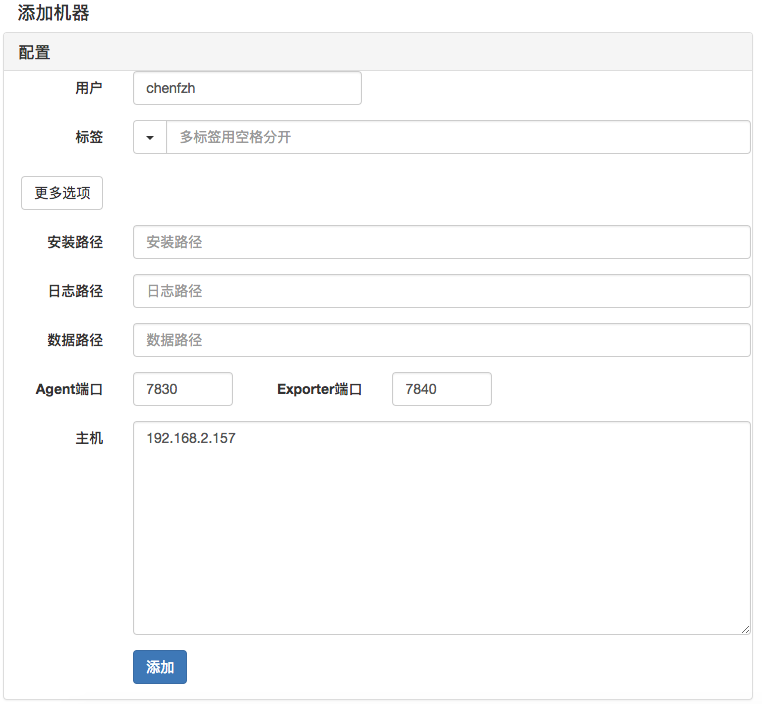 添加机器
配置
用户 chenfzh
标签 多标签用空格分开
更多选项
安装路径 安装路径
日志路径 日志路径
数据路径 数据路径
Agent端口 7830 Exporter端口 7840
主机 192.168.2.157
添加